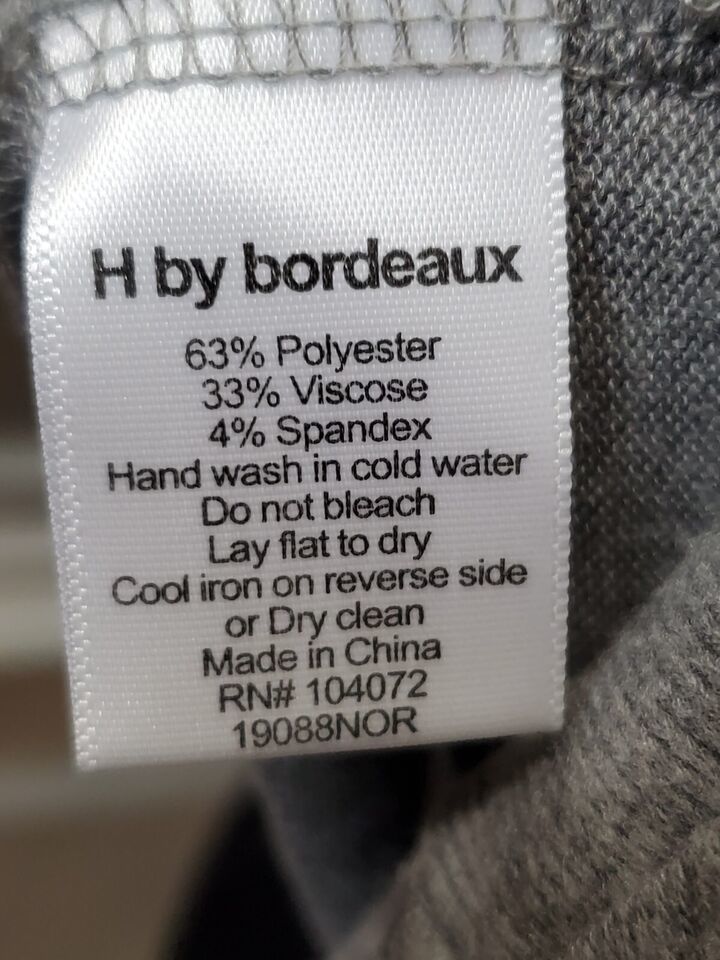 H by bordeaux
63% Polyester
33% Viscose
4% Spandex
Hand wash in cold water
Do not bleach
Lay flat to dry
Cool iron on reverse side
or Dry clean
Made in China
RN# 104072
19088NOR